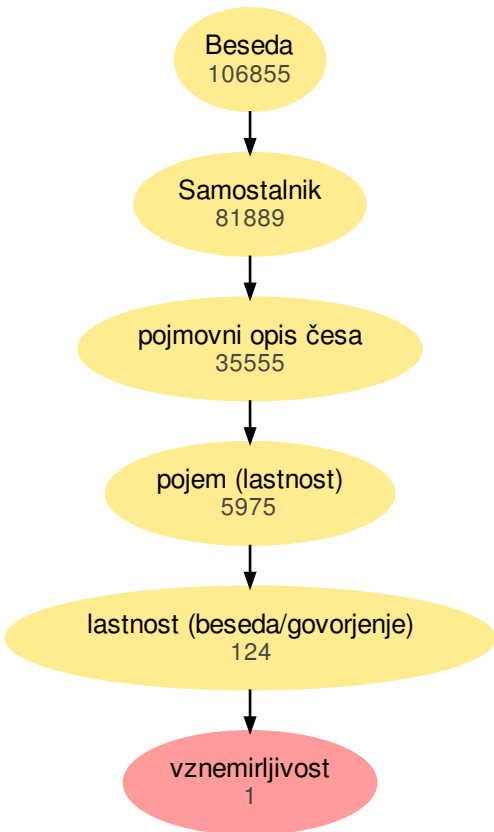 Beseda
106855
Samostalnik
81889
pojmovni opis česa
35555
pojem (lastnost)
5975
lastnost (beseda/govorjenje)
124
vznemirljivost
1